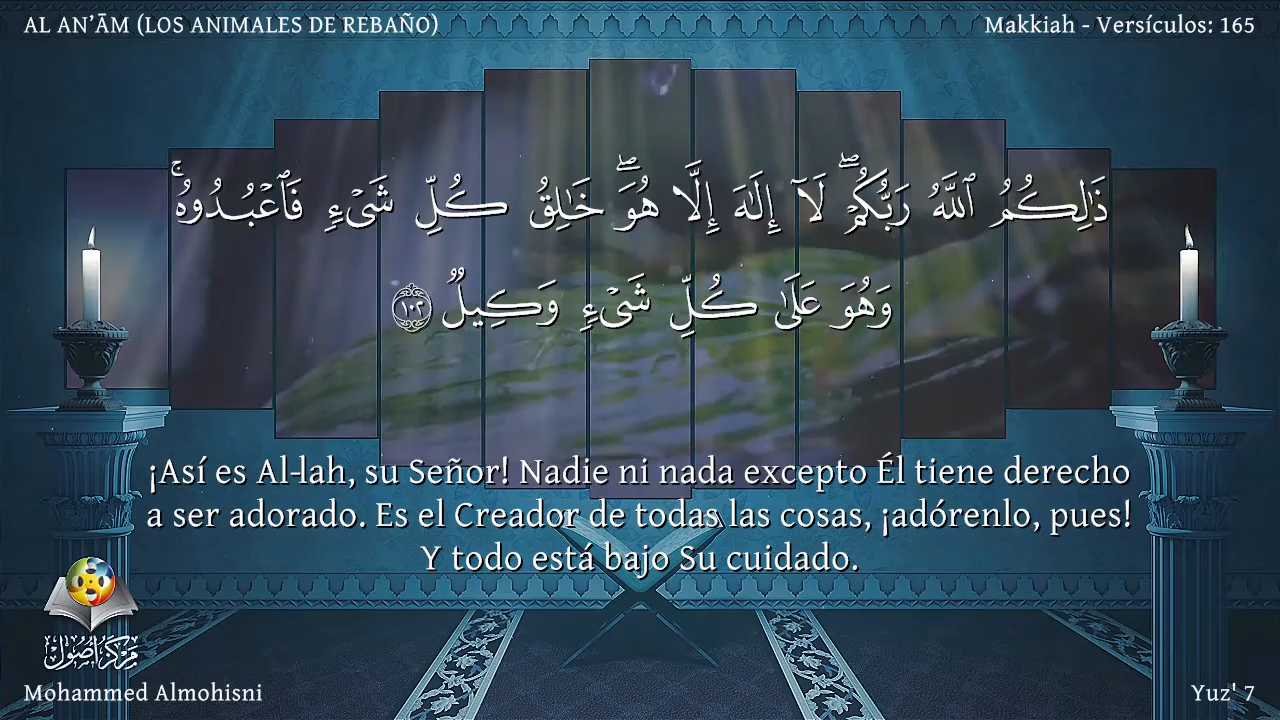 AL AN’ĀM (LOS ANIMALES DE REBAÑO)
Makkiah - Versículos: 165
ذَٰلِكُمُ ٱللَّهُ رَبُّكُمْۖ لَآ إِلَٰهَ إِلَّا هُوَۖ خَٰلِقُ كُلِّ شَىْءٍ فَٱعْبُدُوهُۚ
وَهُوَ عَلَىٰ كُلِّ شَىْءٍ وَكِيلٌ ١٠٢
¡Así es Al-lah, su Señor! Nadie ni nada excepto Él tiene derecho
a ser adorado. Es el Creador de todas las cosas, ¡adórenlo, pues!
Y todo está bajo Su cuidado.
مركز أصول
Mohammed Almohisni
Yuz' 7